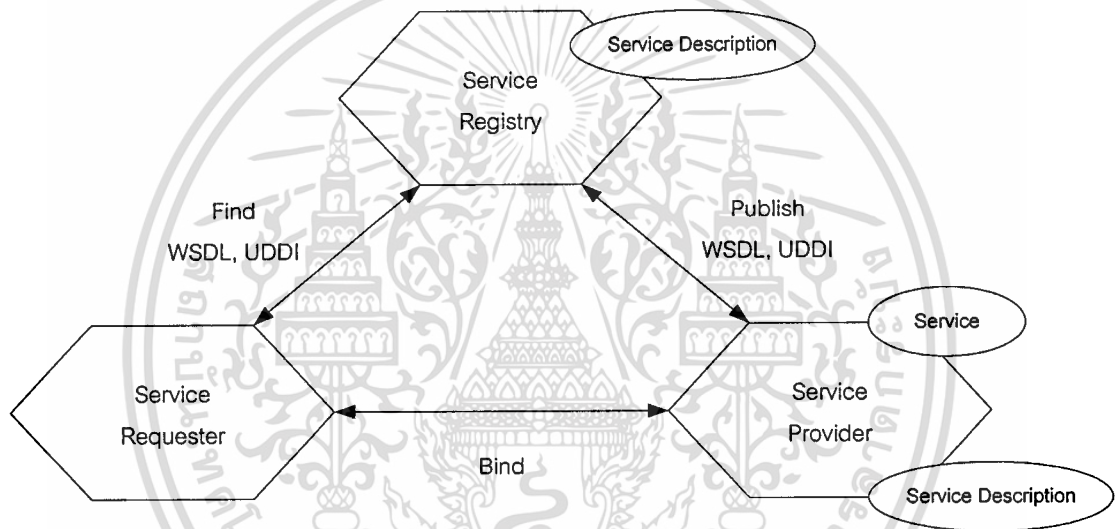 Service Description
Service
Registry
Find
WSDL, UDDI
Publish
WSDL, UDDI
Service
Service
Requester
Service
Provider
Bind
Service Description